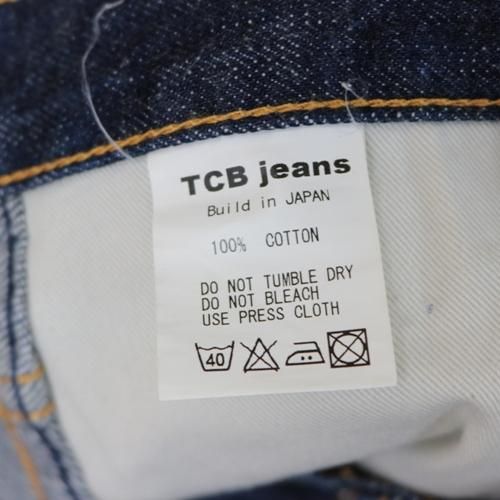 TCB jeans
Build in JAPAN
100% COTTON
DO NOT TUMBLE DRY
DO NOT BLEACH
USE PRESS CLOTH
40